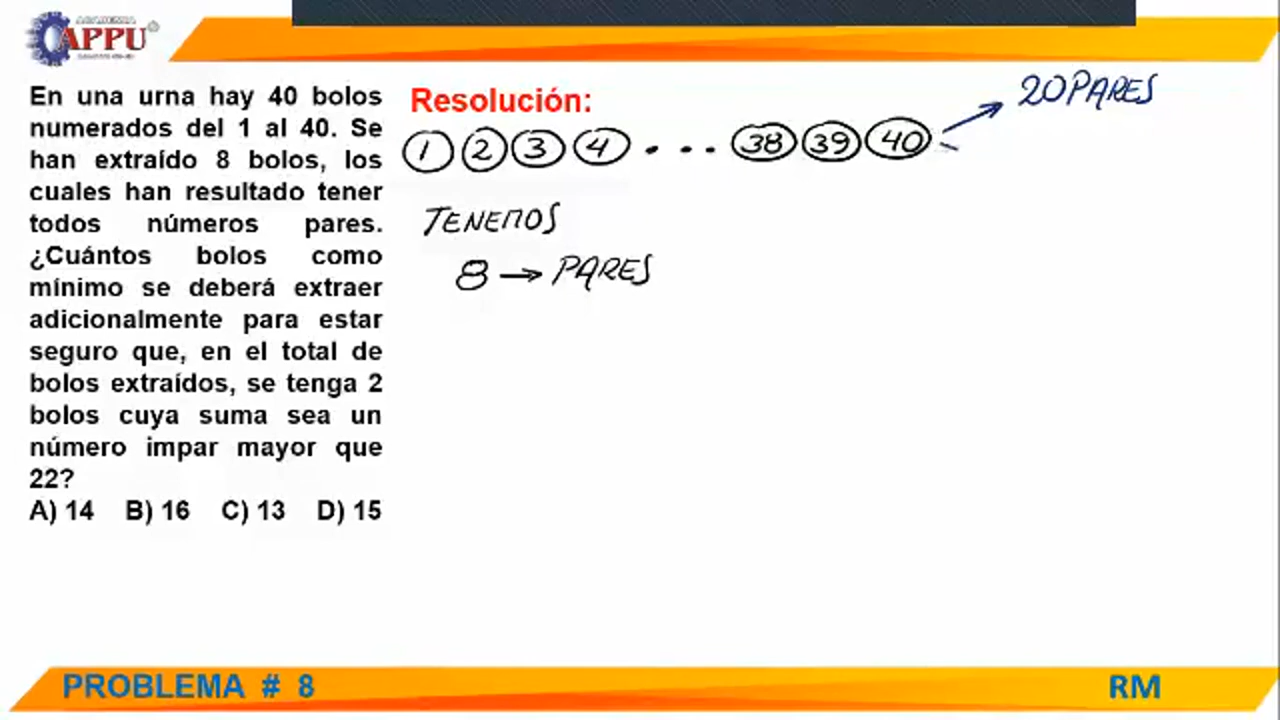 ACADEMIA
APPU
En una urna hay 40 bolos
numerados del 1 al 40. Se
han extraído 8 bolos, los
cuales han resultado tener
todos números pares.
¿Cuántos bolos como
mínimo se deberá extraer
adicionalmente para estar
seguro que, en el total de
bolos extraídos, se tenga 2
bolos cuya suma sea un
número impar mayor que
22?
A) 14 B) 16 C) 13 D) 15
Resolución:
1 2 3 4 . . . 38 39 40
20 PARES
TENEMOS
8 → PARES
PROBLEMA # 8
RM